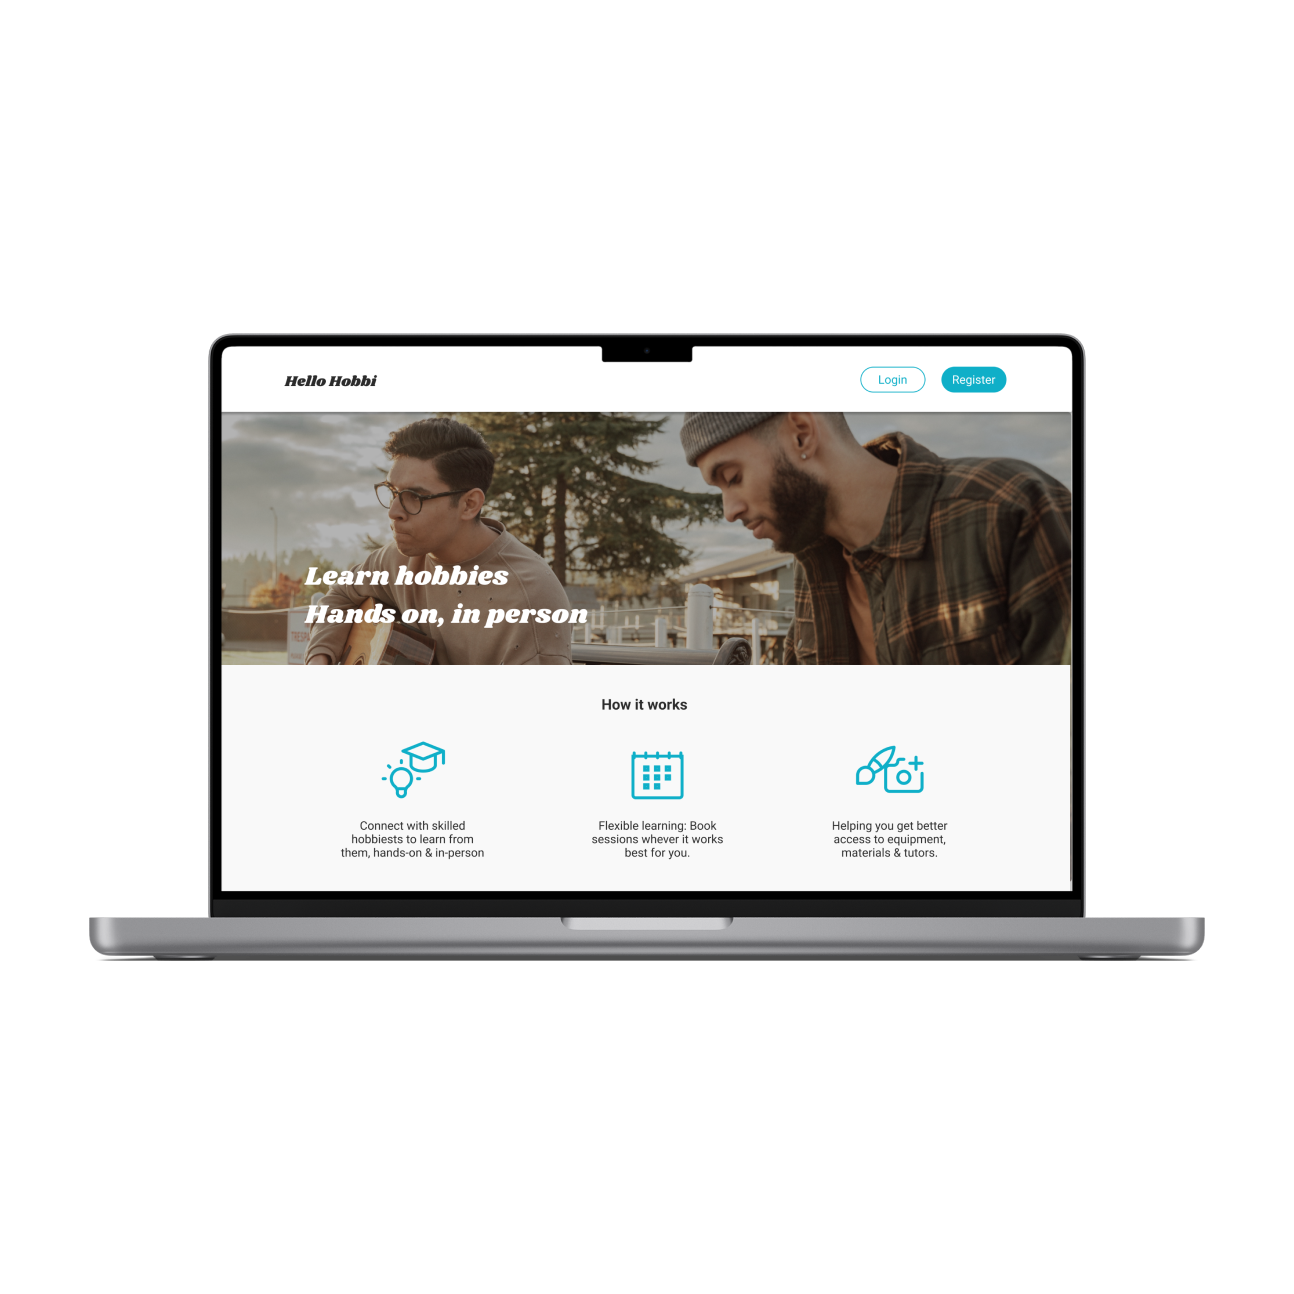 Hello Hobbi
Login
Register
Learn hobbies
Hands on, in person
How it works
Connect with skilled
hobbiests to learn from
them, hands-on & in-person
Flexible learning: Book
sessions whever it works
best for you.
Helping you get better
access to equipment,
materials & tutors.